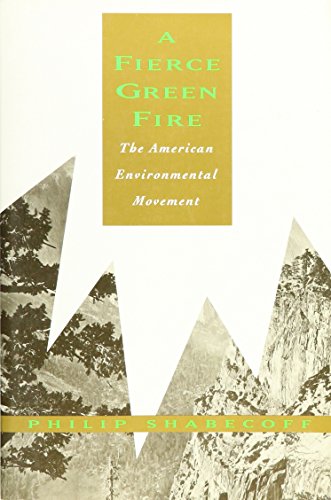 A
FIERCE
GREEN
FIRE
The American
Environmental
Movement
PHILIP SHABECOFF